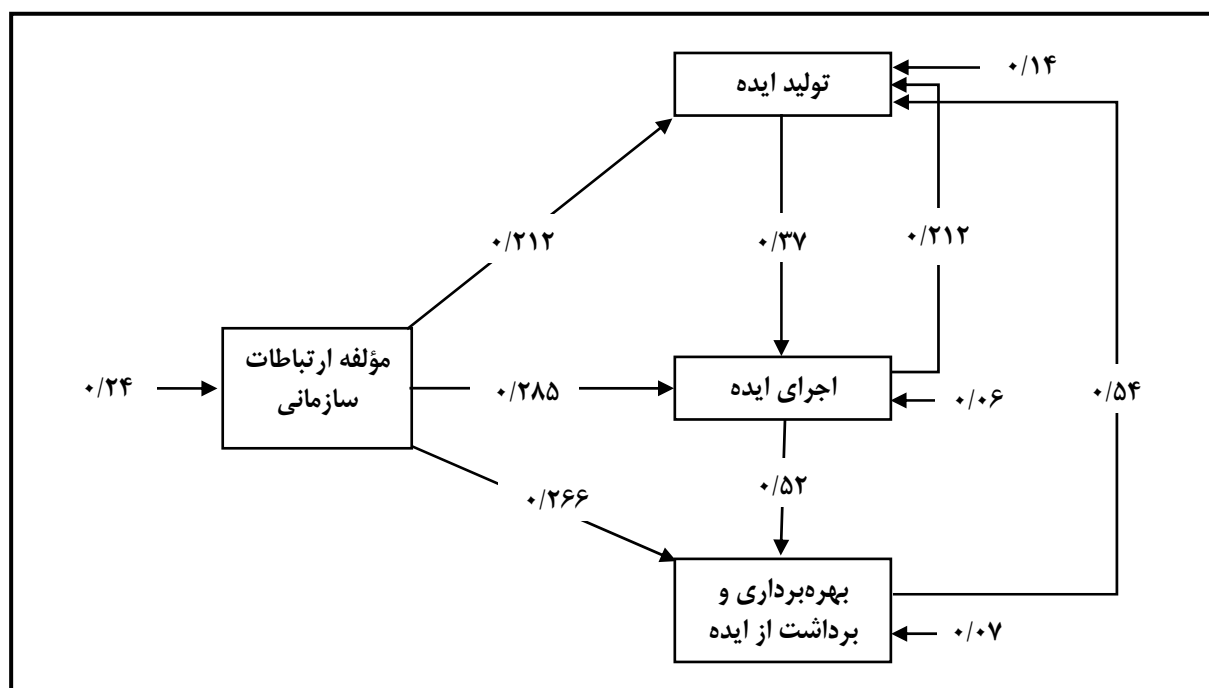 تولید ایده
۰/۱۴
۰/۲۱۲
۰/۳۷
۰/۲۱۲
مؤلفه ارتباطات
سازمانی
۰/۲۴
۰/۲۸۵
اجرای ایده
۰/۰۶
۰/۵۴
۰/۲۶۶
۰/۵۲
بهره‌برداری و
برداشت از ایده
۰/۰۷